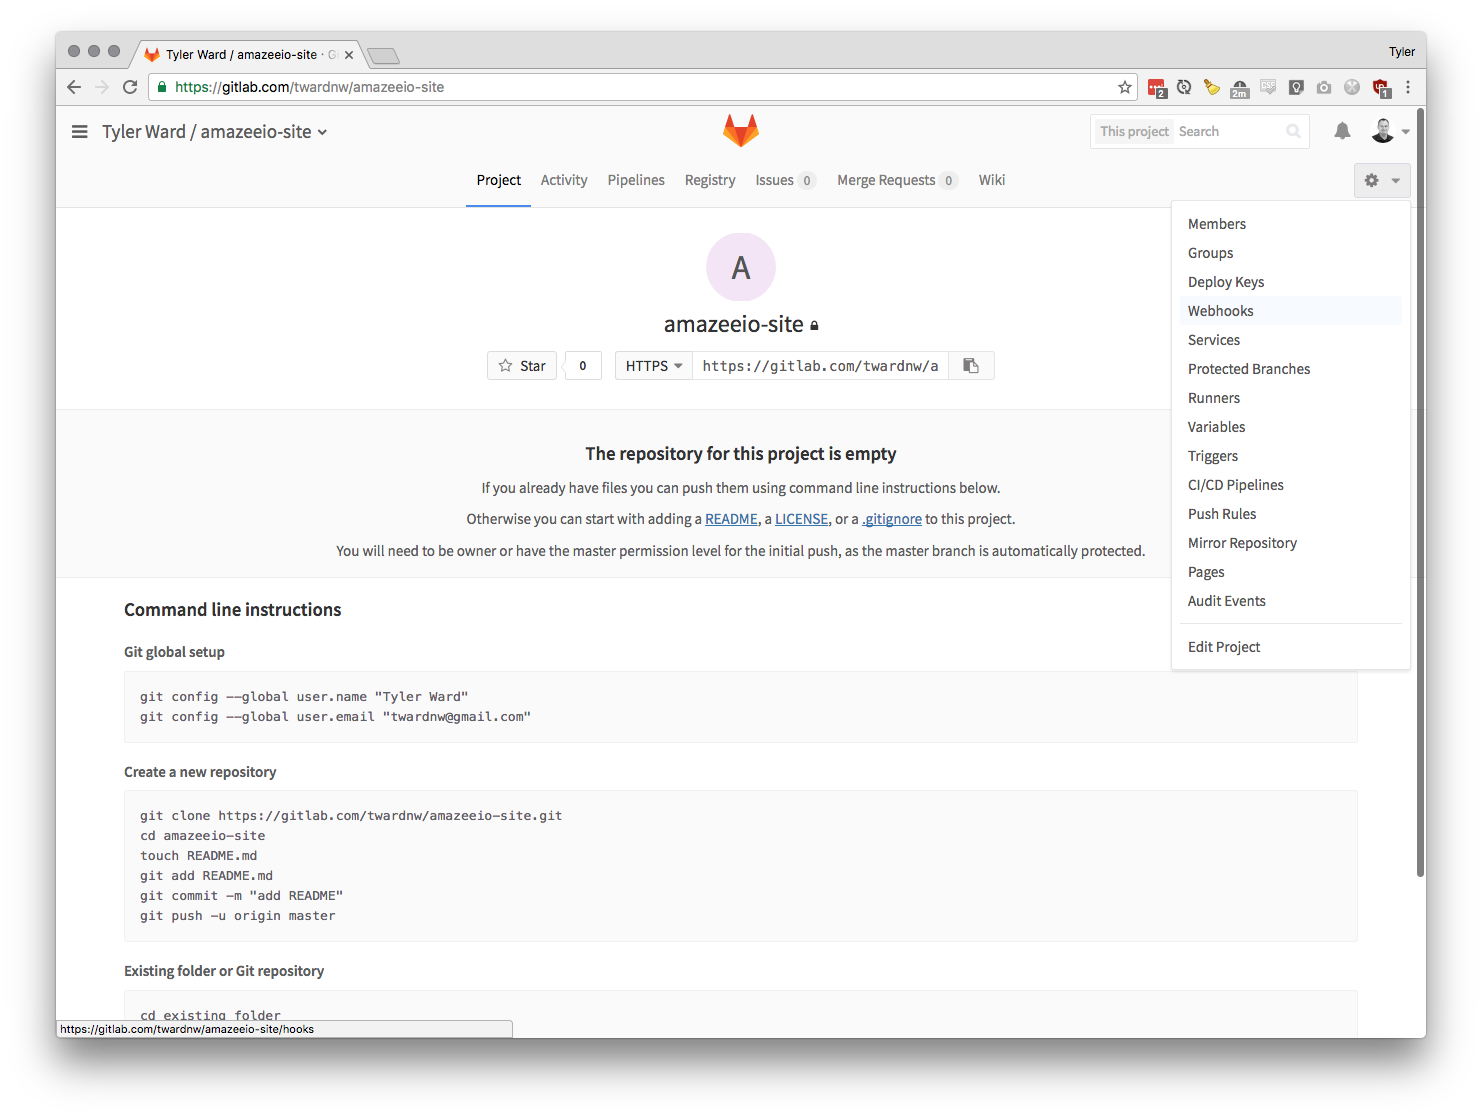 Tyler Ward / amazeeio-site · G
Tyler
https://gitlab.com/twardnw/amazeeio-site
2
2m
CSS
1
Tyler Ward / amazeeio-site
This project Search
Project Activity Pipelines Registry Issues 0 Merge Requests 0 Wiki
Members
Groups
Deploy Keys
Webhooks
Services
Protected Branches
Runners
Variables
Triggers
CI/CD Pipelines
Push Rules
Mirror Repository
Pages
Audit Events
Edit Project
A
amazeeio-site
Star 0 HTTPS https://gitlab.com/twardnw/a
The repository for this project is empty
If you already have files you can push them using command line instructions below.
Otherwise you can start with adding a README, a LICENSE, or a .gitignore to this project.
You will need to be owner or have the master permission level for the initial push, as the master branch is automatically protected.
Command line instructions
Git global setup
git config --global user.name "Tyler Ward"
git config --global user.email "twardnw@gmail.com"
Create a new repository
git clone https://gitlab.com/twardnw/amazeeio-site.git
cd amazeeio-site
touch README.md
git add README.md
git commit -m "add README"
git push -u origin master
Existing folder or Git repository
cd existing_folder
https://gitlab.com/twardnw/amazeeio-site/hooks